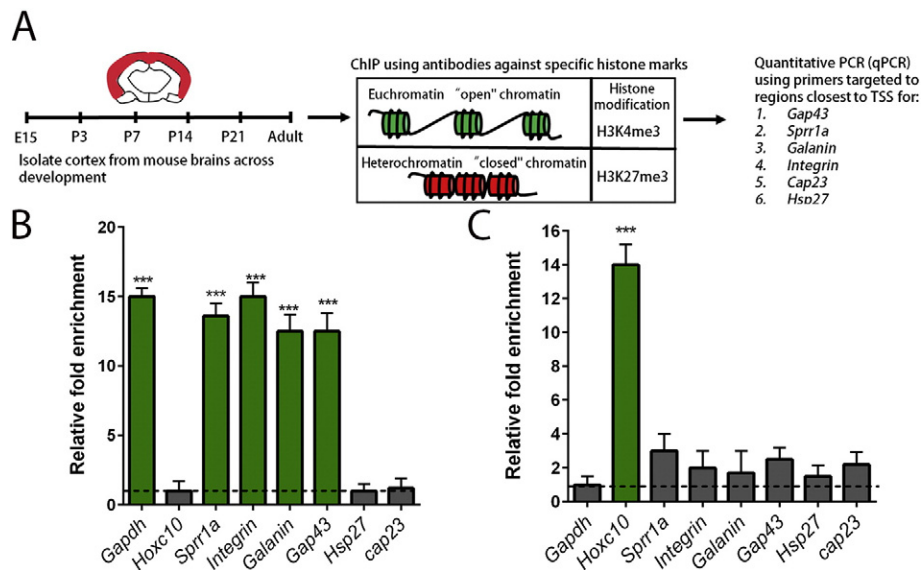 A
E15 P3 P7 P14 P21 Adult
Isolate cortex from mouse brains across
development
ChIP using antibodies against specific histone marks
Euchromatin "open" chromatin
Histone
modification
H3K4me3
Heterochromatin "closed" chromatin
H3K27me3
Quantitative PCR (qPCR)
using primers targeted to
regions closest to TSS for:
1. Gap43
2. Sprr1a
3. Galanin
4. Integrin
5. Cap23
6. Hsp27
B
Relative fold enrichment
20
15
10
5
0
*** *** *** *** ***
Gapdh Hoxc10 Sprr1a Integrin Galanin Gap43 Hsp27 cap23
C
Relative fold enrichment
16
14
12
10
8
6
4
2
0
***
Gapdh Hoxc10 Sprr1a Integrin Galanin Gap43 Hsp27 cap23